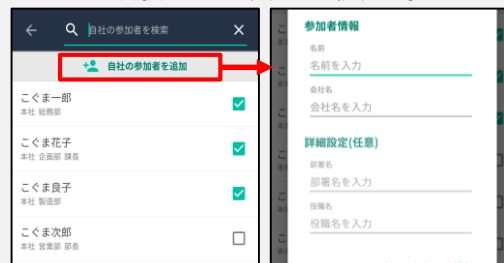 自社の参加者を検索
自社の参加者を追加
こぐま一郎
本社 総務部
こぐま花子
本社 企画部 課長
こぐま良子
本社 製造部
こぐま次郎
本社 営業部 部長
参加者情報
名前
名前を入力
会社名
会社名を入力
詳細設定(任意)
部署名
部署名を入力
役職名
役職名を入力